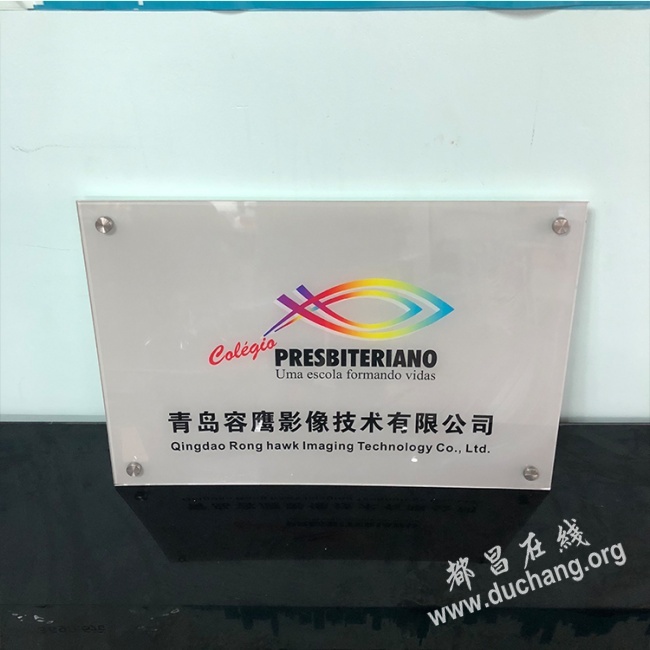 Colégio
PRESBITERIANO
Uma escola formando vidas
青岛容鹰影像技术有限公司
Qingdao Rong hawk Imaging Technology Co., Ltd.
都昌在线
www.duchang.org